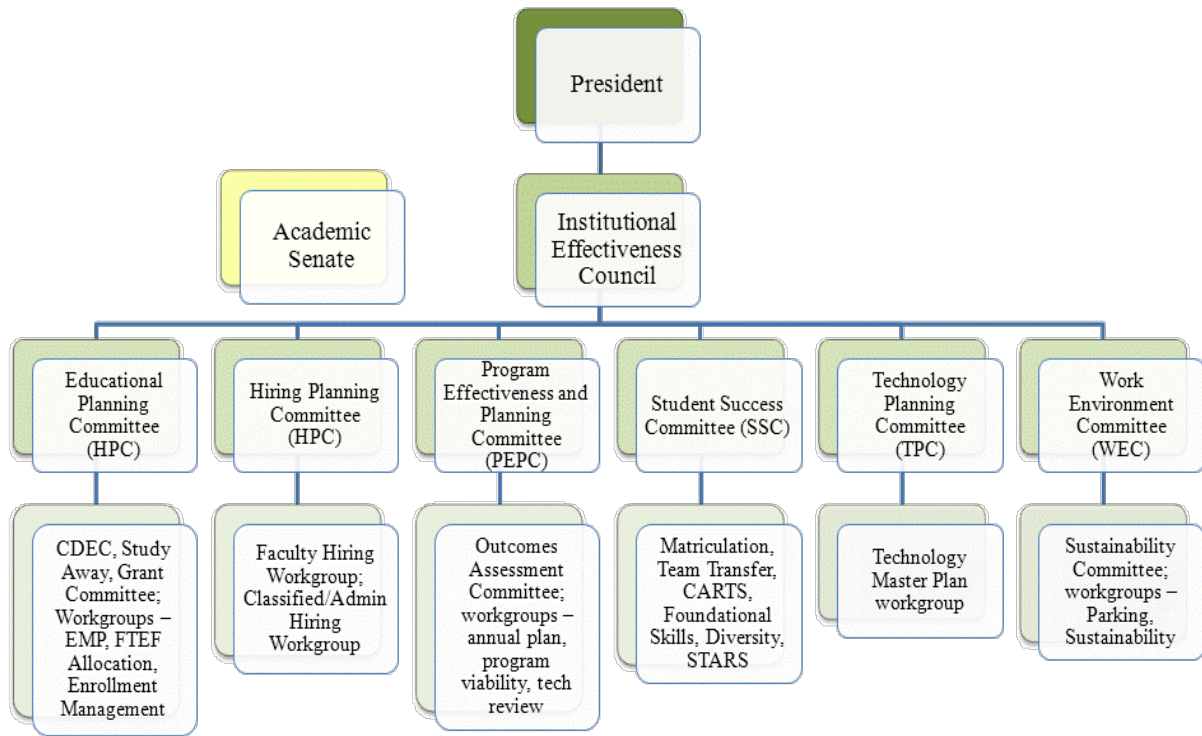 President
Academic
Senate
Institutional
Effectiveness
Council
Educational
Planning
Committee
(HPC)
Hiring Planning
Committee
(HPC)
Program
Effectiveness and
Planning
Committee
(PEPC)
Student Success
Committee (SSC)
Technology
Planning
Committee
(TPC)
Work
Environment
Committee
(WEC)
CDEC, Study
Away, Grant
Committee;
Workgroups –
EMP, FTEF
Allocation,
Enrollment
Management
Faculty Hiring
Workgroup;
Classified/Admin
Hiring
Workgroup
Outcomes
Assessment
Committee;
workgroups –
annual plan,
program
viability, tech
review
Matriculation,
Team Transfer,
CARTS,
Foundational
Skills, Diversity,
STARS
Technology
Master Plan
workgroup
Sustainability
Committee;
workgroups –
Parking,
Sustainability